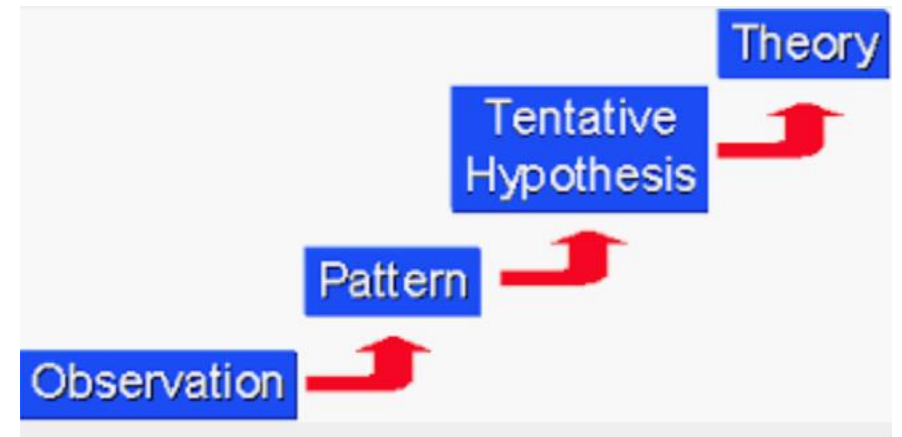 Theory
Tentative
Hypothesis
Pattern
Observation